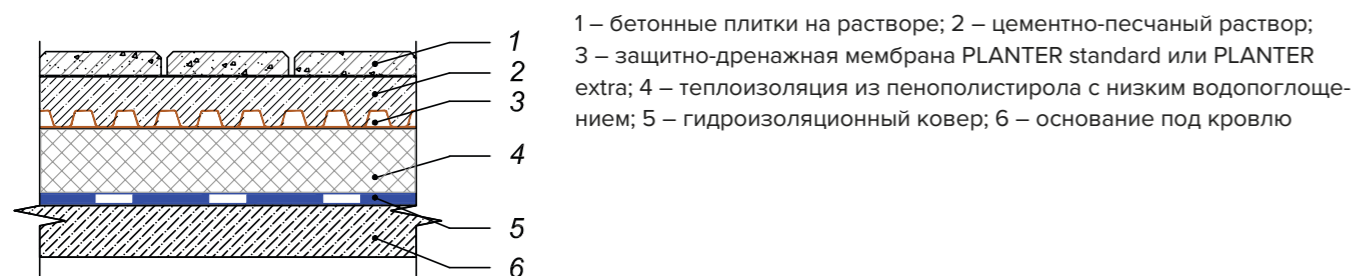 1 – бетонные плитки на растворе; 2 – цементно-песчаный раствор;
3 – защитно-дренажная мембрана PLANTER standard или PLANTER
extra; 4 – теплоизоляция из пенополистирола с низким водопоглоще-
нием; 5 – гидроизоляционный ковер; 6 – основание под кровлю
1
2
3
4
5
6